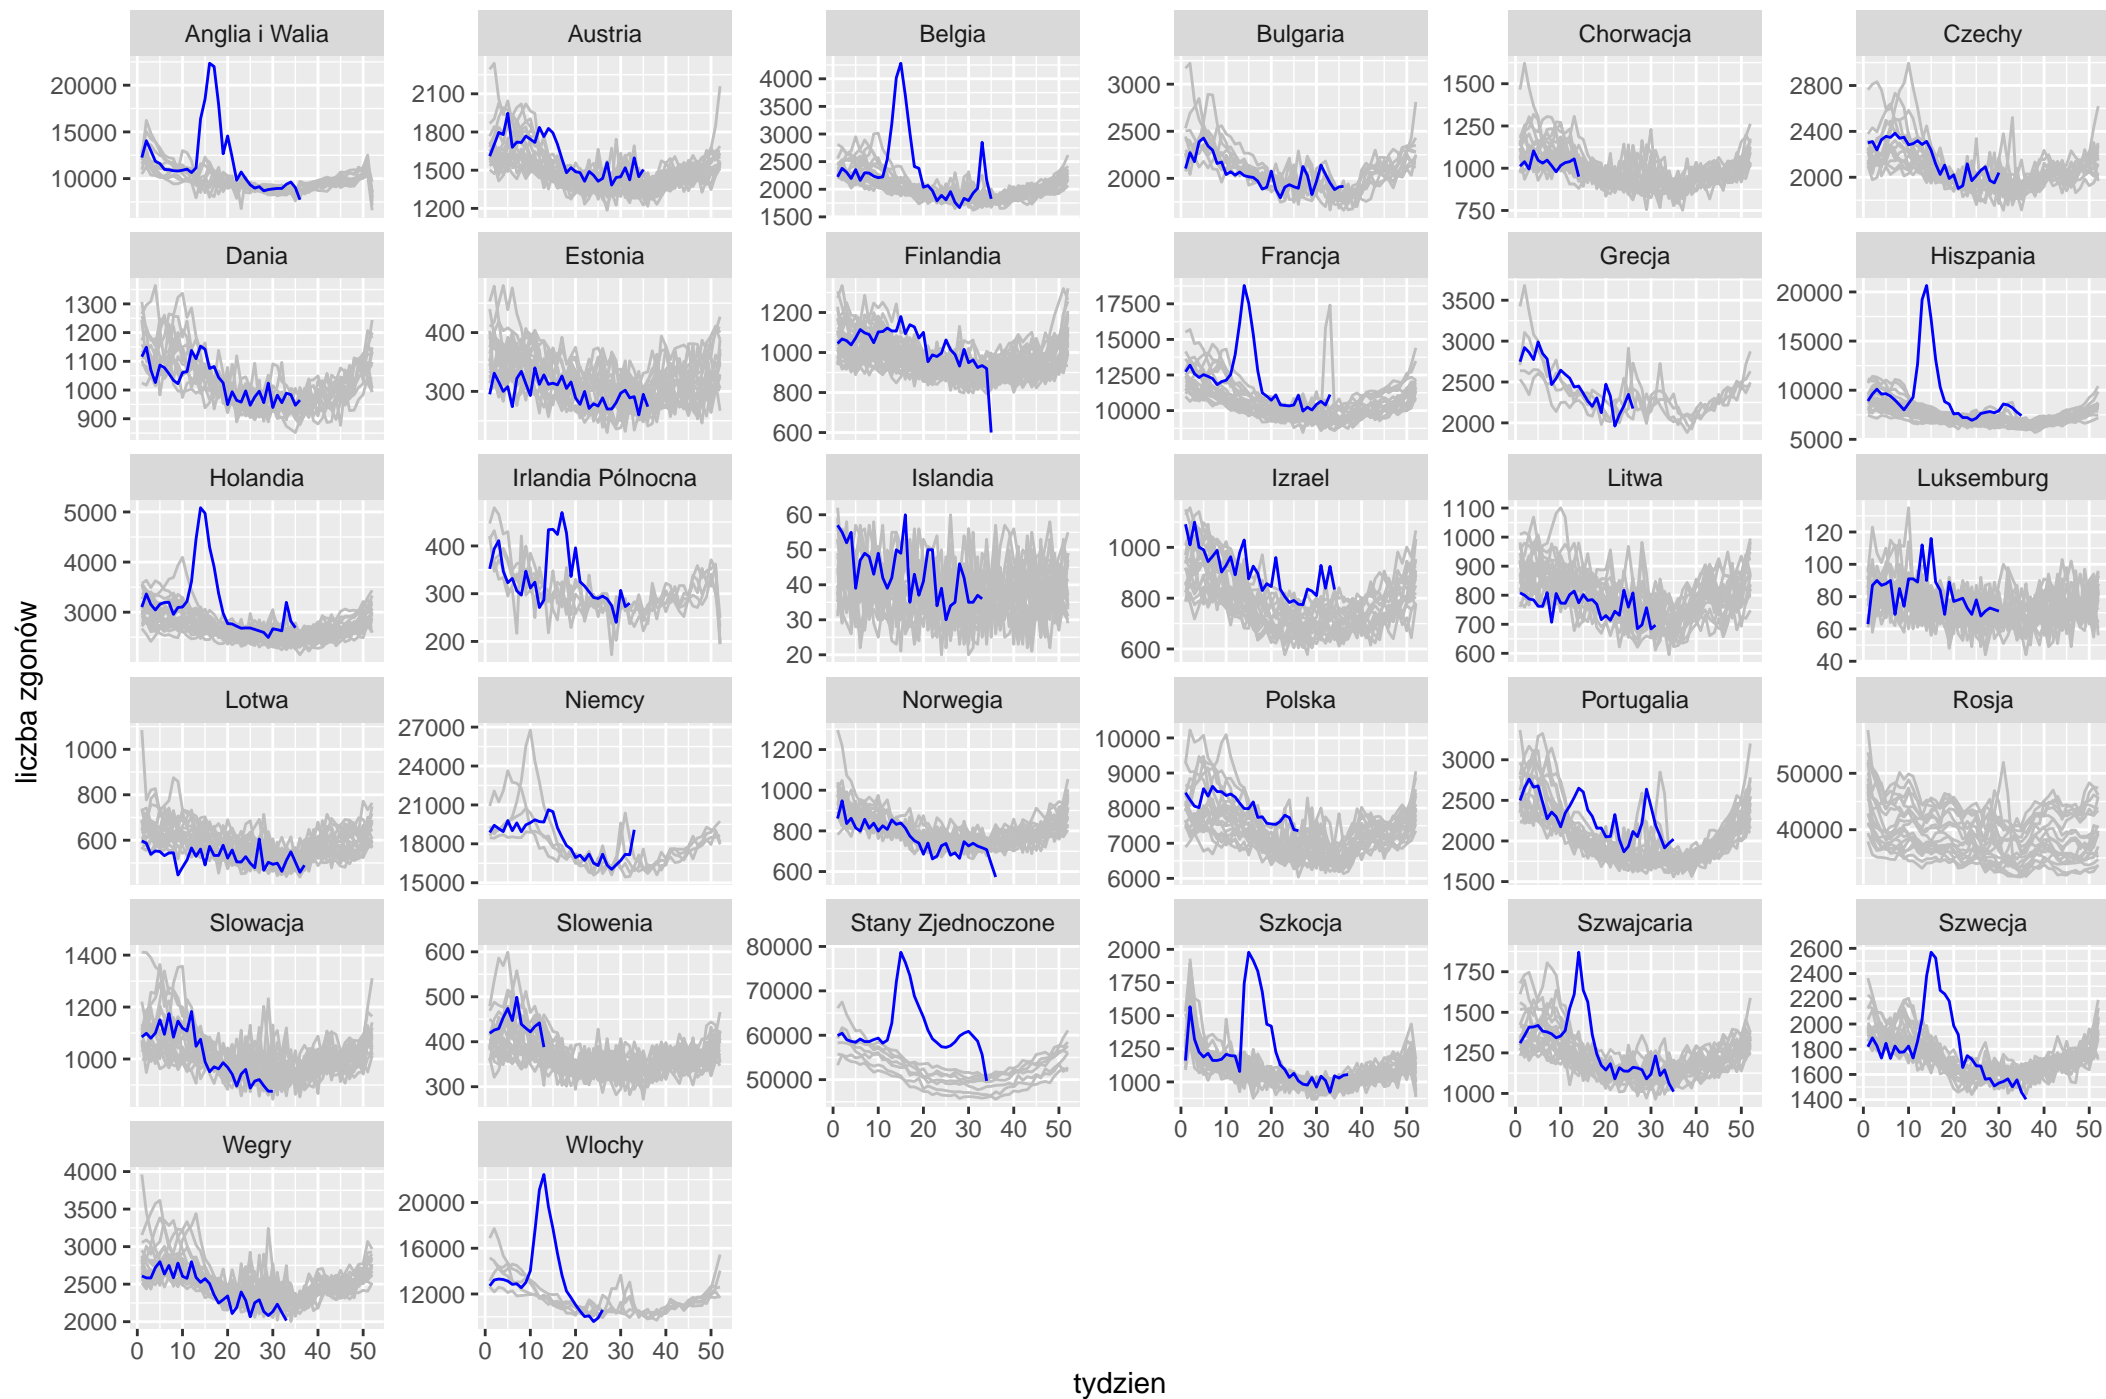 Anglia i Walia Austria Belgia Bulgaria Chorwacja Czechy
20000 15000 10000
2100 1800 1500 1200
4000 3500 3000 2500 2000 1500
3000 2500 2000
1500 1250 1000 750
2800 2400 2000
Dania Estonia Finlandia Francja Grecja Hiszpania
1300 1200 1100 1000 900
400 300
1200 1000 800 600
17500 15000 12500 10000
3500 3000 2500 2000
20000 15000 10000 5000
Holandia Irlandia Pólnocna Islandia Izrael Litwa Luksemburg
5000 4000 3000
400 300 200
60 50 40 30 20
1000 800 600
1100 1000 900 800 700 600
120 100 80 60 40
liczba zgonów
Lotwa Niemcy Norwegia Polska Portugalia Rosja
1000 800 600
27000 24000 21000 18000 15000
1200 1000 800 600
10000 9000 8000 7000 6000
3000 2500 2000 1500
50000 40000
Slowacja Slowenia Stany Zjednoczone Szkocja Szwajcaria Szwecja
1400 1200 1000
600 500 400 300
80000 70000 60000 50000
2000 1750 1500 1250 1000
1750 1500 1250 1000
2600 2400 2200 2000 1800 1600 1400
0 10 20 30 40 50
0 10 20 30 40 50
0 10 20 30 40 50
0 10 20 30 40 50
Wegry Wlochy
4000 3500 3000 2500 2000
20000 16000 12000
0 10 20 30 40 50
0 10 20 30 40 50
tydzien